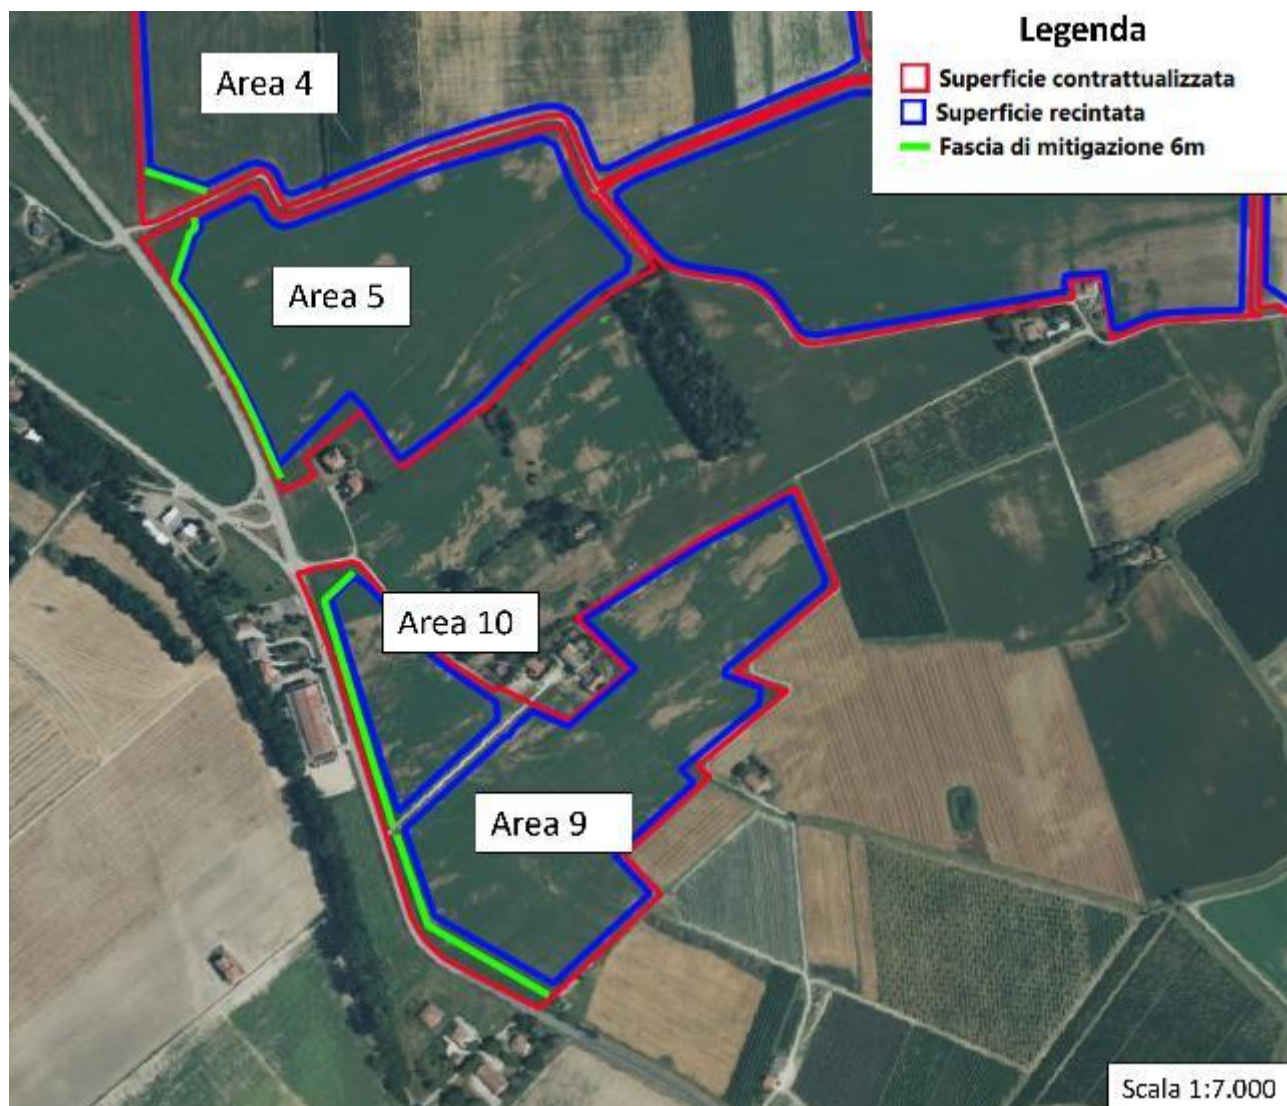 Legenda
Superficie contrattualizzata
Superficie recintata
Fascia di mitigazione 6m
Area 4
Area 5
Area 10
Area 9
Scala 1:7.000